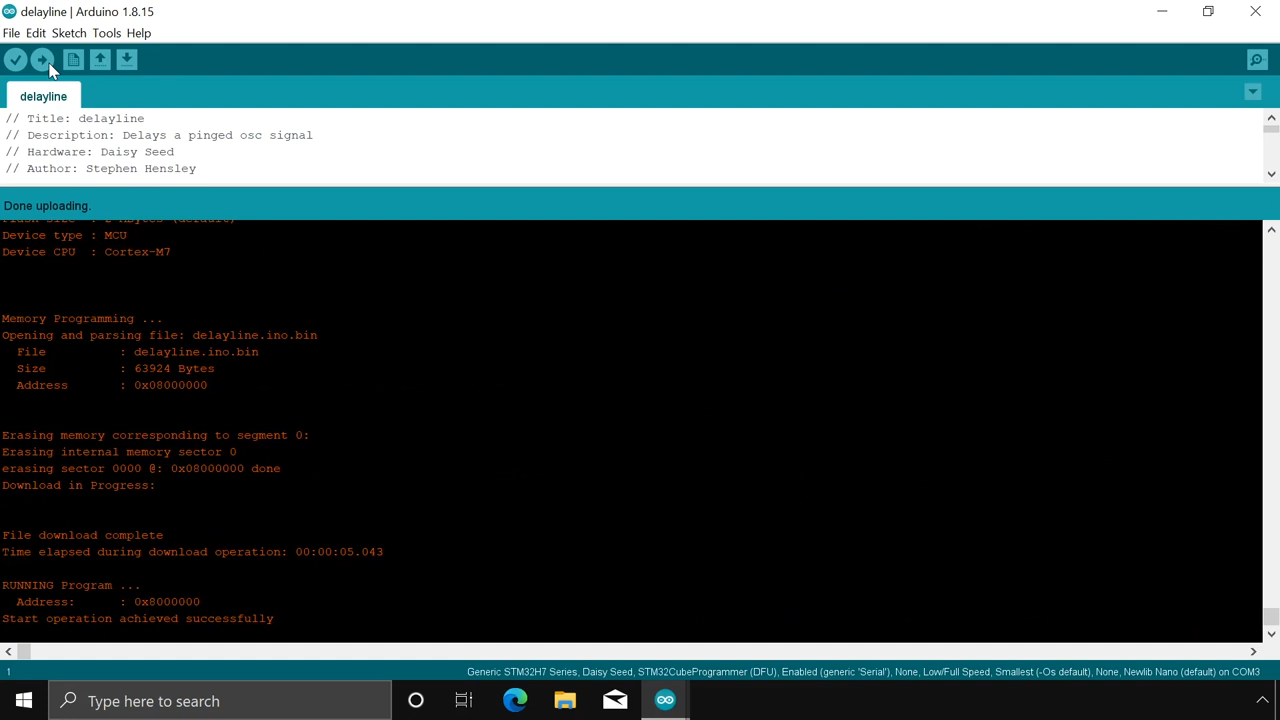 delayline | Arduino 1.8.15
File Edit Sketch Tools Help
delayline
// Title: delayline
// Description: Delays a pinged osc signal
// Hardware: Daisy Seed
// Author: Stephen Hensley
Done uploading.
Device type : MCU
Device CPU  : Cortex-M7
Memory Programming ...
Opening and parsing file: delayline.ino.bin
File          : delayline.ino.bin
Size          : 63924 Bytes
Address       : 0x08000000
Erasing memory corresponding to segment 0:
Erasing internal memory sector 0
erasing sector 0000 @: 0x08000000 done
Download in Progress:
File download complete
Time elapsed during download operation: 00:00:05.043
RUNNING Program ...
Address:      : 0x8000000
Start operation achieved successfully
1
Generic STM32H7 Series, Daisy Seed, STM32CubeProgrammer (DFU), Enabled (generic 'Serial'), None, Low/Full Speed, Smallest (-Os default), None, Newlib Nano (default) on COM3
Type here to search